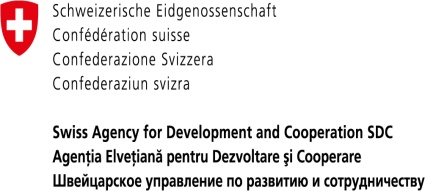 Schweizerische Eidgenossenschaft
Confédération suisse
Confederazione Svizzera
Confederaziun svizra
Swiss Agency for Development and Cooperation SDC
Agenția Elvețiană pentru Dezvoltare şi Cooperare
Швейцарское управление по развитию и сотрудничеству